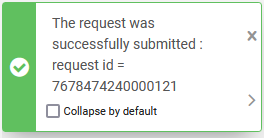 The request was
successfully submitted :
request id =
7678474240000121
Collapse by default